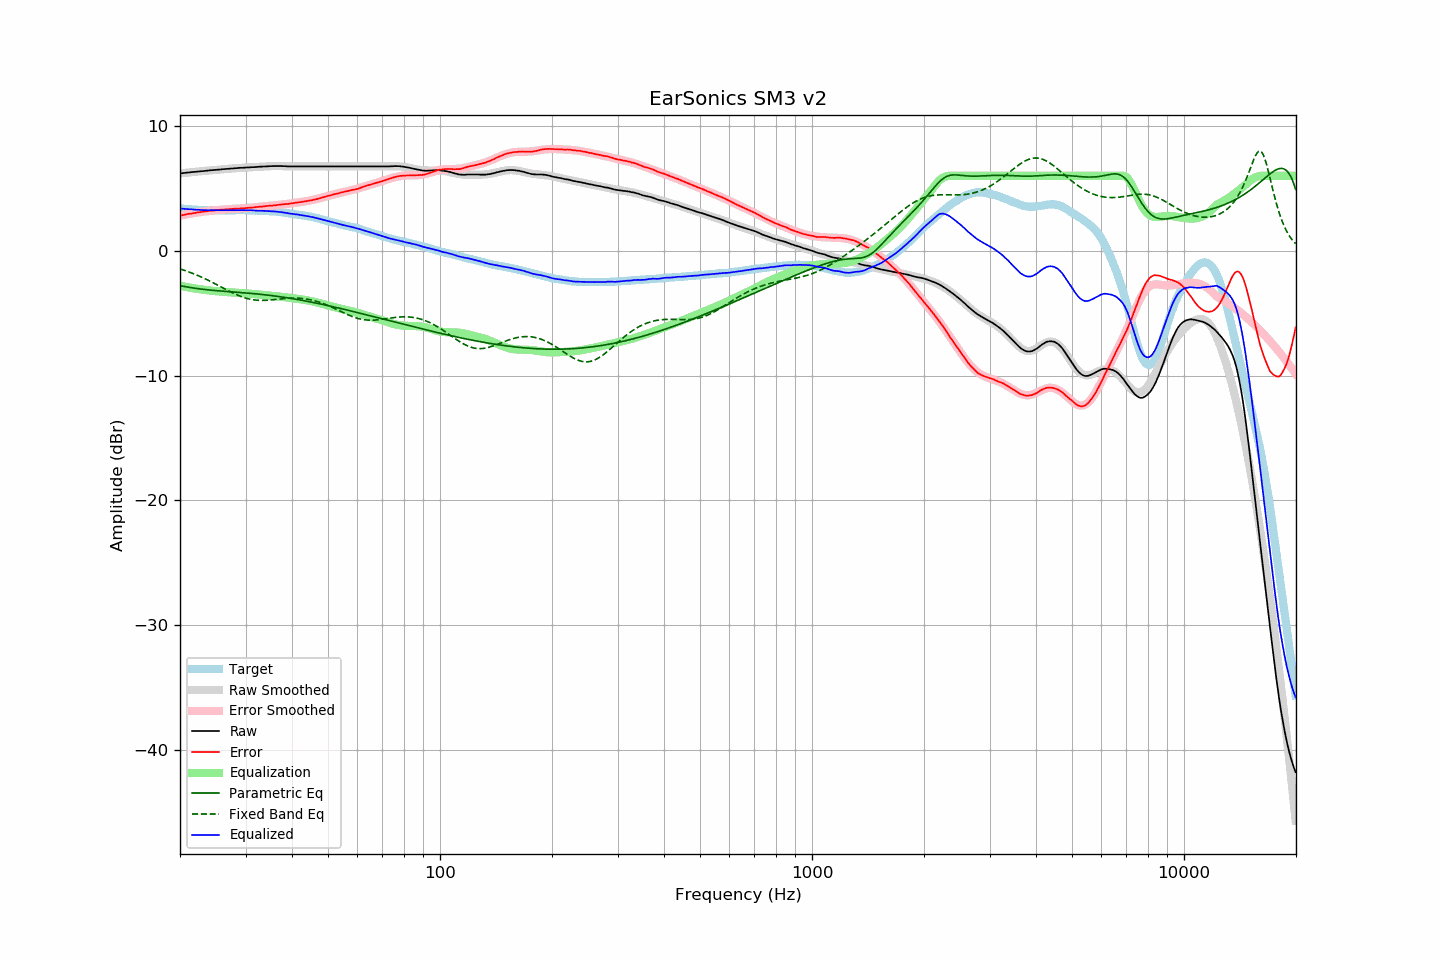 EarSonics SM3 v2
10
0
−10
−20
−30
−40
Amplitude (dBr)
Target
Raw Smoothed
Error Smoothed
Raw
Error
Equalization
Parametric Eq
Fixed Band Eq
Equalized
100
1000
10000
Frequency (Hz)